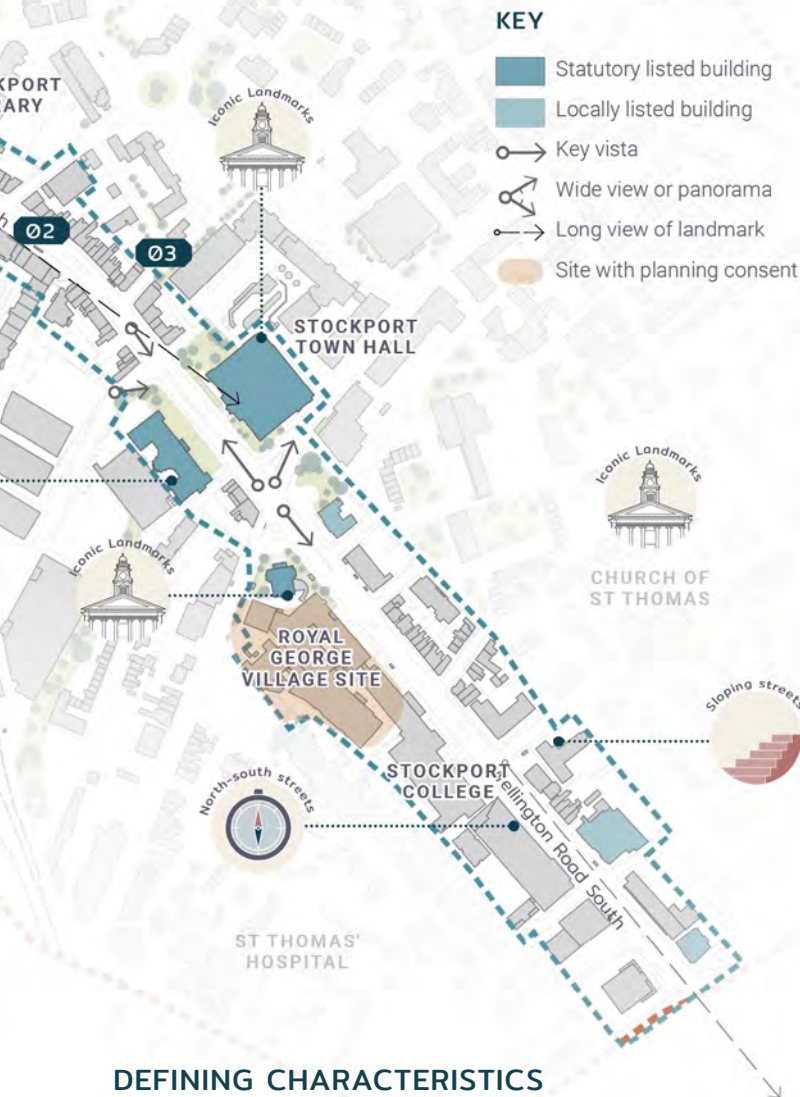 KEY
Statutory listed building
Locally listed building
Key vista
Wide view or panorama
Long view of landmark
Site with planning consent
Iconic Landmarks
02
03
STOCKPORT
TOWN HALL
Iconic Landmarks
CHURCH OF
ST THOMAS
Iconic Landmarks
ROYAL
GEORGE
VILLAGE SITE
Sloping streets
STOCKPORT
COLLEGE
North-south streets
Wellington Road South
ST THOMAS'
HOSPITAL
DEFINING CHARACTERISTICS